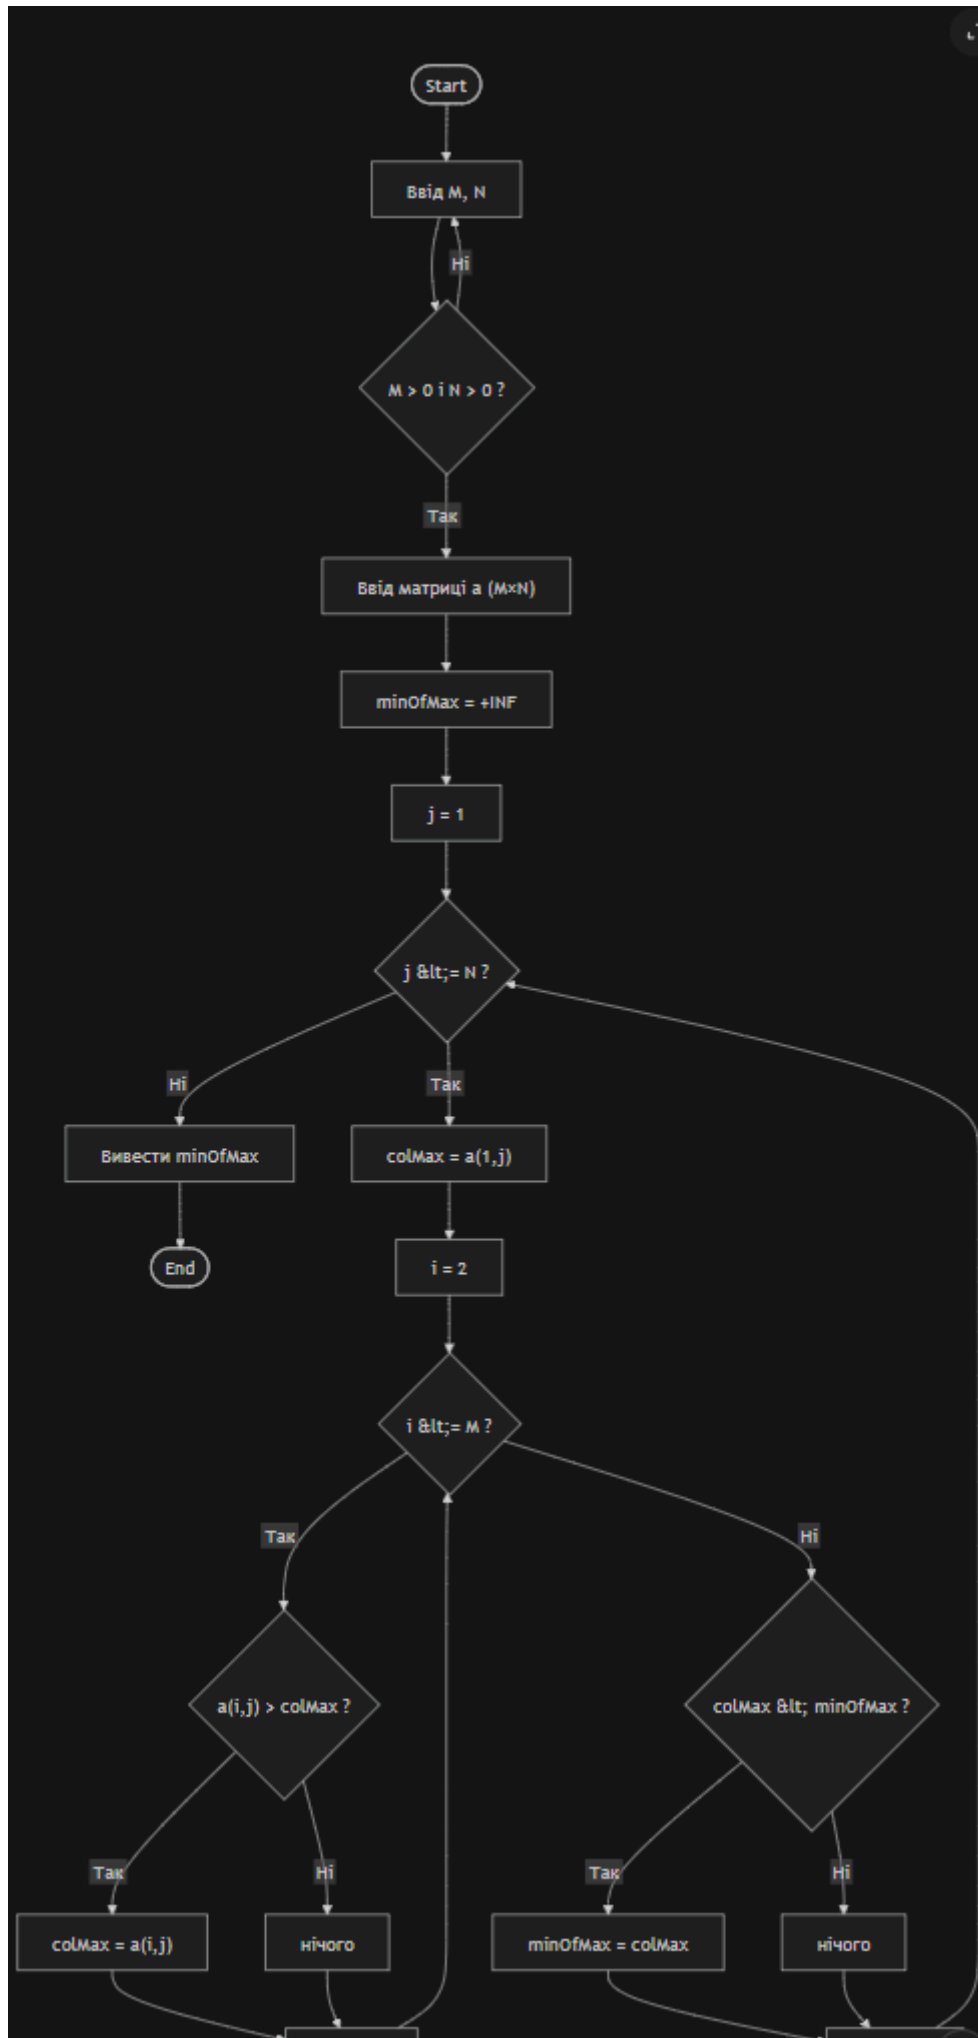 Start
Ввід M, N
Ні
M > 0 і N > 0 ?
Так
Ввід матриці a (M×N)
minOfMax = +INF
j = 1
j &lt;= N ?
Ні
Так
Вивести minOfMax
colMax = a(1,j)
End
i = 2
i &lt;= M ?
Так
Ні
a(i,j) > colMax ?
colMax &lt; minOfMax ?
Так
Ні
Так
Ні
colMax = a(i,j)
нічого
minOfMax = colMax
нічого